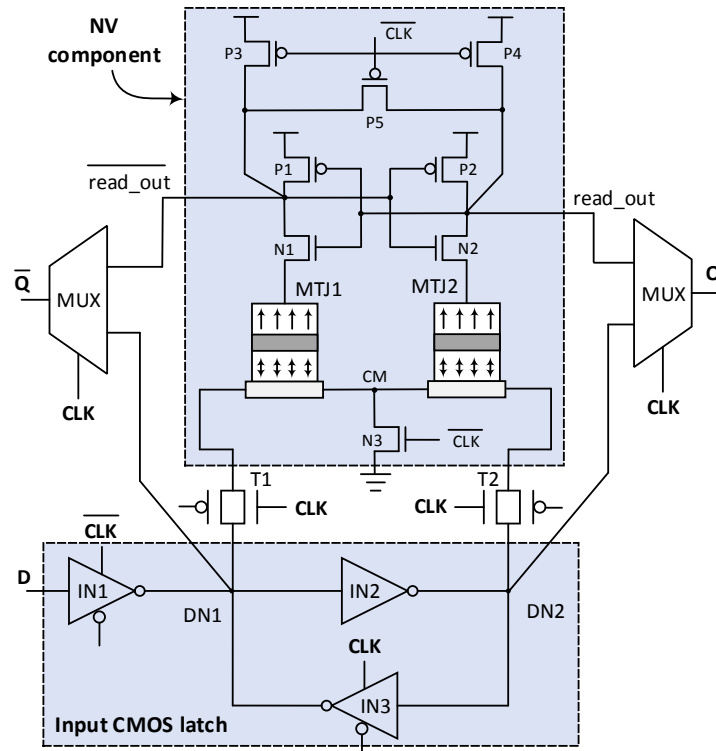 NV
component
P3
CLK
P4
P5
P1
P2
read_out
read_out
N1
N2
MTJ1
MTJ2
Q
MUX
CLK
Q
MUX
CLK
CM
N3
CLK
T1
CLK
T2
CLK
CLK
D
IN1
DN1
IN2
DN2
CLK
IN3
Input CMOS latch